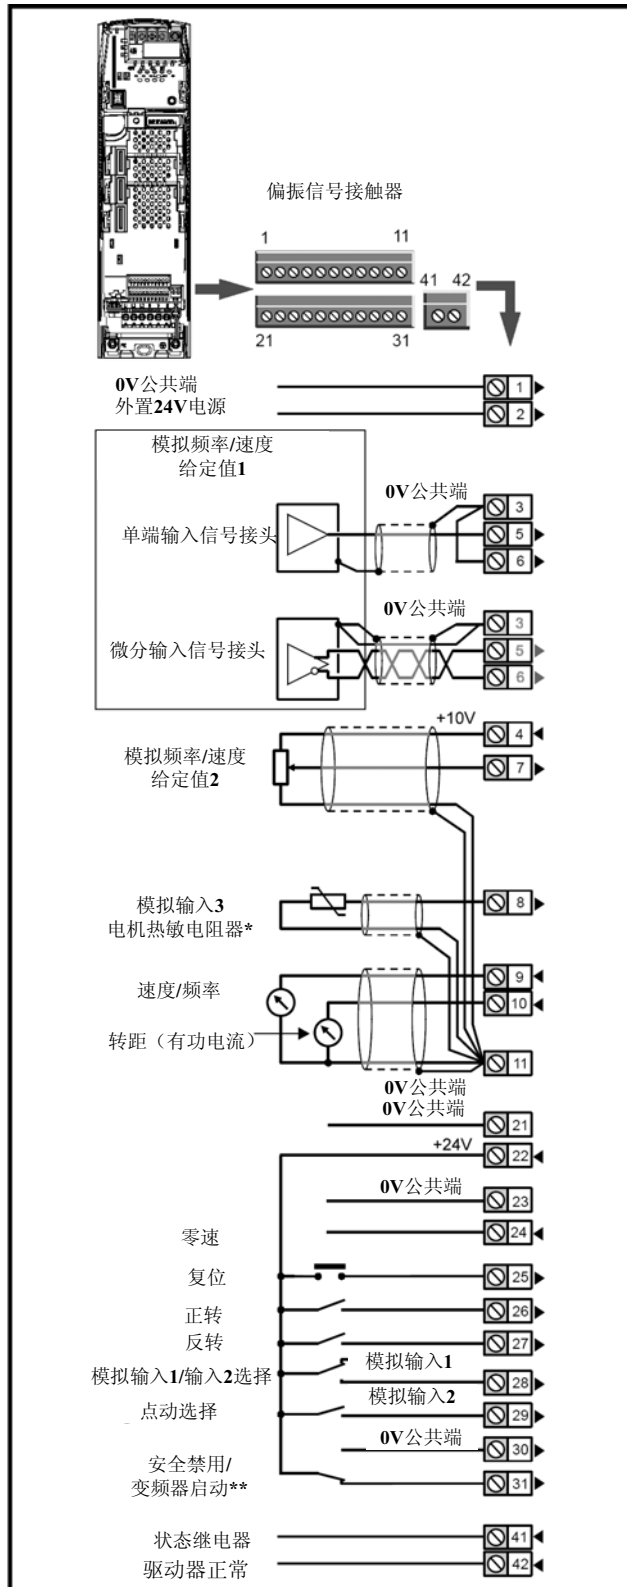 偏振信号接触器
1 11
41 42
21 31
0V公共端 1
外置24V电源 2
模拟频率/速度
给定值1
0V公共端 3
单端输入信号接头 5
6
0V公共端 3
微分输入信号接头 5
6
+10V 4
模拟频率/速度 7
给定值2
模拟输入3 8
电机热敏电阻器*
速度/频率 9
10
转距（有功电流）
11
0V公共端
0V公共端
21
+24V 22
0V公共端 23
零速 24
复位 25
正转 26
反转 27
模拟输入1
模拟输入1/输入2选择 28
模拟输入2
点动选择 29
0V公共端 30
安全禁用/
变频器启动** 31
状态继电器 41
驱动器正常 42